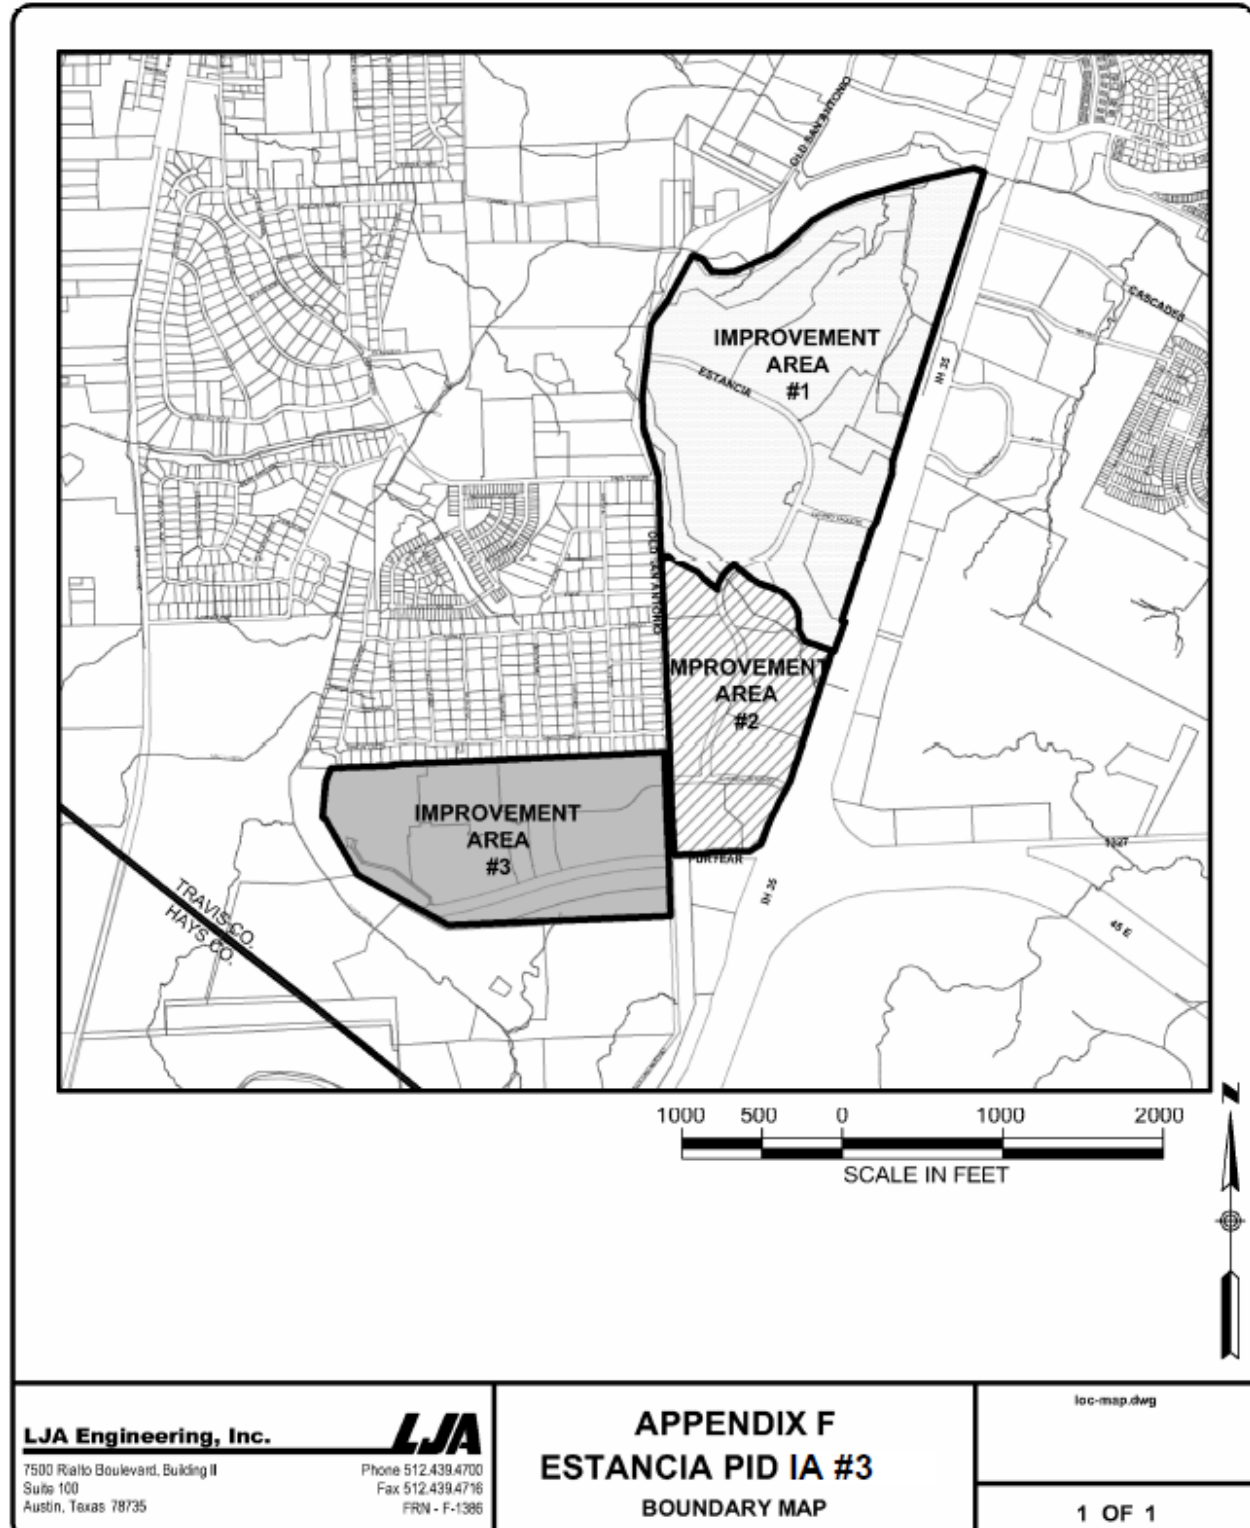 OLD SAN ANTONIO
CASCADES
IMPROVEMENT
AREA
#1
ESTANCIA
IH 35
OLD SAN ANTONIO
IMPROVEMENT
AREA
#2
IMPROVEMENT
AREA
#3
PURYEAR
1327
IH 35
45 E
TRAVIS CO.
HAYS CO.
1000 500 0 1000 2000
SCALE IN FEET
N
LJA Engineering, Inc.
LJA
7500 Rialto Boulevard, Building II
Suite 100
Austin, Texas 78735
Phone 512.439.4700
Fax 512.439.4716
FRN - F-1386
APPENDIX F
ESTANCIA PID IA #3
BOUNDARY MAP
loc-map.dwg
1 OF 1